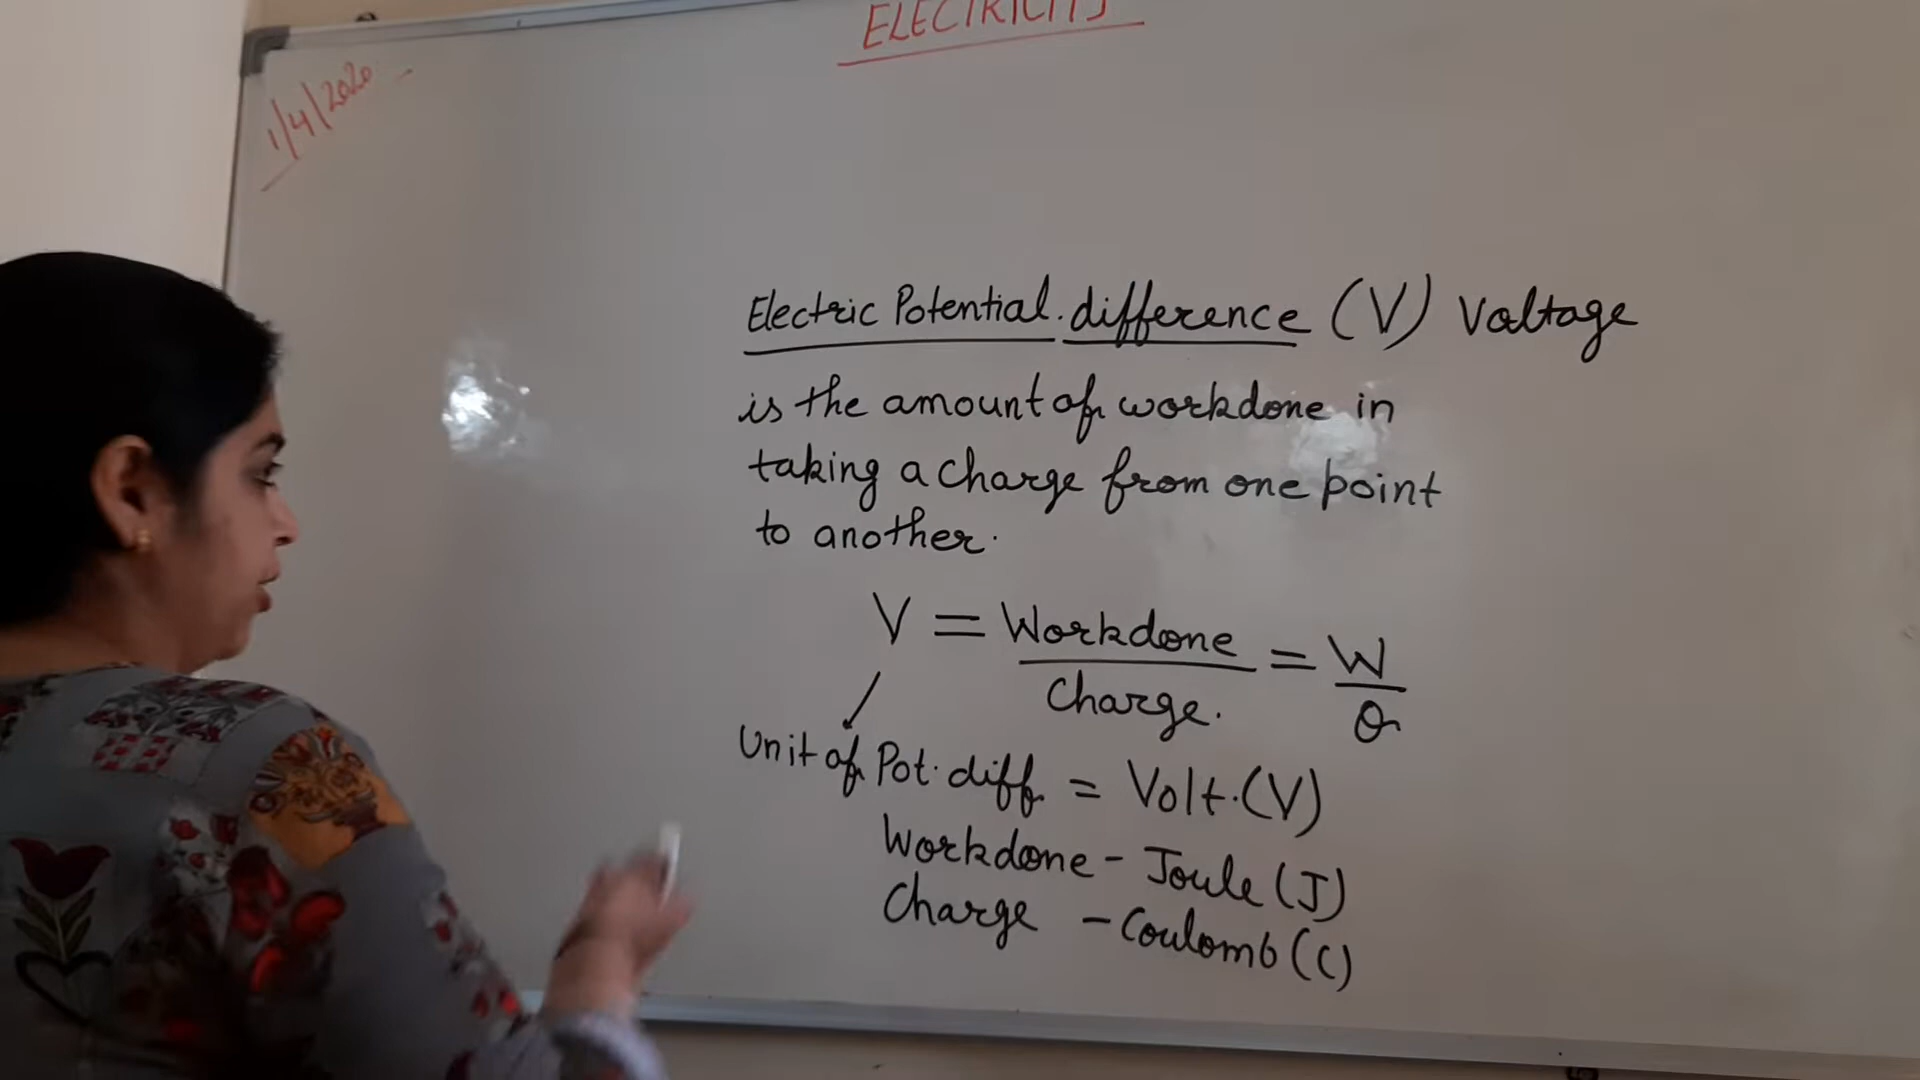 ELECTRICITY
1/4/2020
Electric Potential difference (V) Voltage
is the amount of workdone in
taking a charge from one point
to another.
V = Workdone / Charge. = W / Q
Unit of Pot. diff. = Volt.(V)
Workdone - Joule (J)
Charge - Coulomb (C)